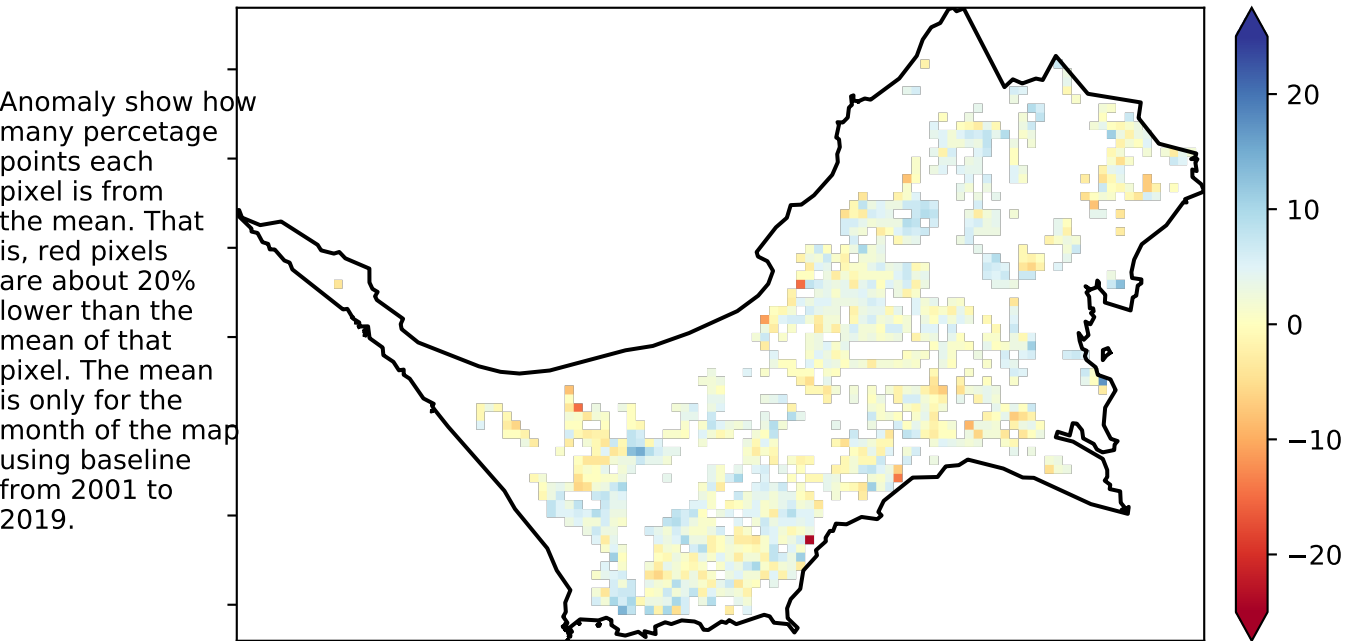 Anomaly show how
many percetage
points each
pixel is from
the mean. That
is, red pixels
are about 20%
lower than the
mean of that
pixel. The mean
is only for the
month of the map
using baseline
from 2001 to
2019.
20
10
0
−10
−20